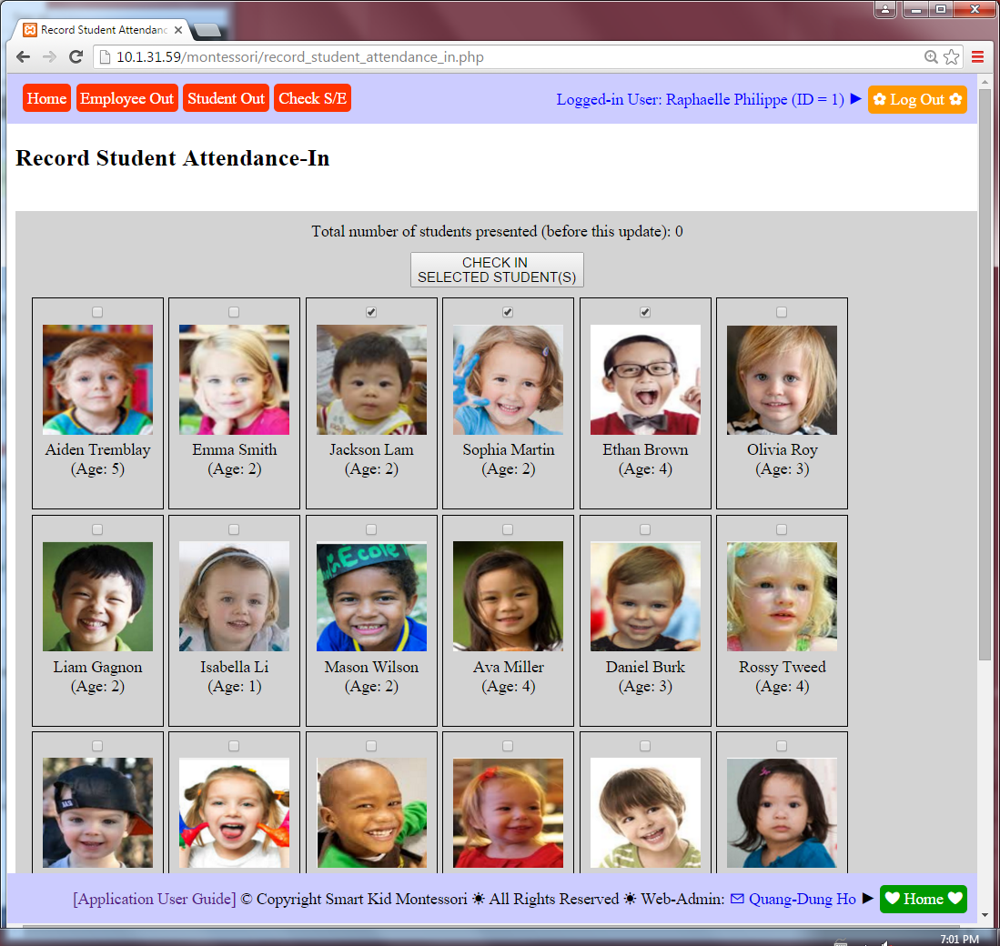 Record Student Attendanc
10.1.31.59/montessori/record_student_attendance_in.php
Home Employee Out Student Out Check S/E Logged-in User: Raphaelle Philippe (ID = 1) ► ✿ Log Out ✿
Record Student Attendance-In
Total number of students presented (before this update): 0
CHECK IN
SELECTED STUDENT(S)
Aiden Tremblay Emma Smith Jackson Lam Sophia Martin Ethan Brown Olivia Roy
(Age: 5) (Age: 2) (Age: 2) (Age: 2) (Age: 4) (Age: 3)
Ecole
Liam Gagnon Isabella Li Mason Wilson Ava Miller Daniel Burk Rossy Tweed
(Age: 2) (Age: 1) (Age: 2) (Age: 4) (Age: 3) (Age: 4)
[Application User Guide] © Copyright Smart Kid Montessori ☀ All Rights Reserved ☀ Web-Admin: ✉ Quang-Dung Ho ► ♥ Home ♥
7:01 PM